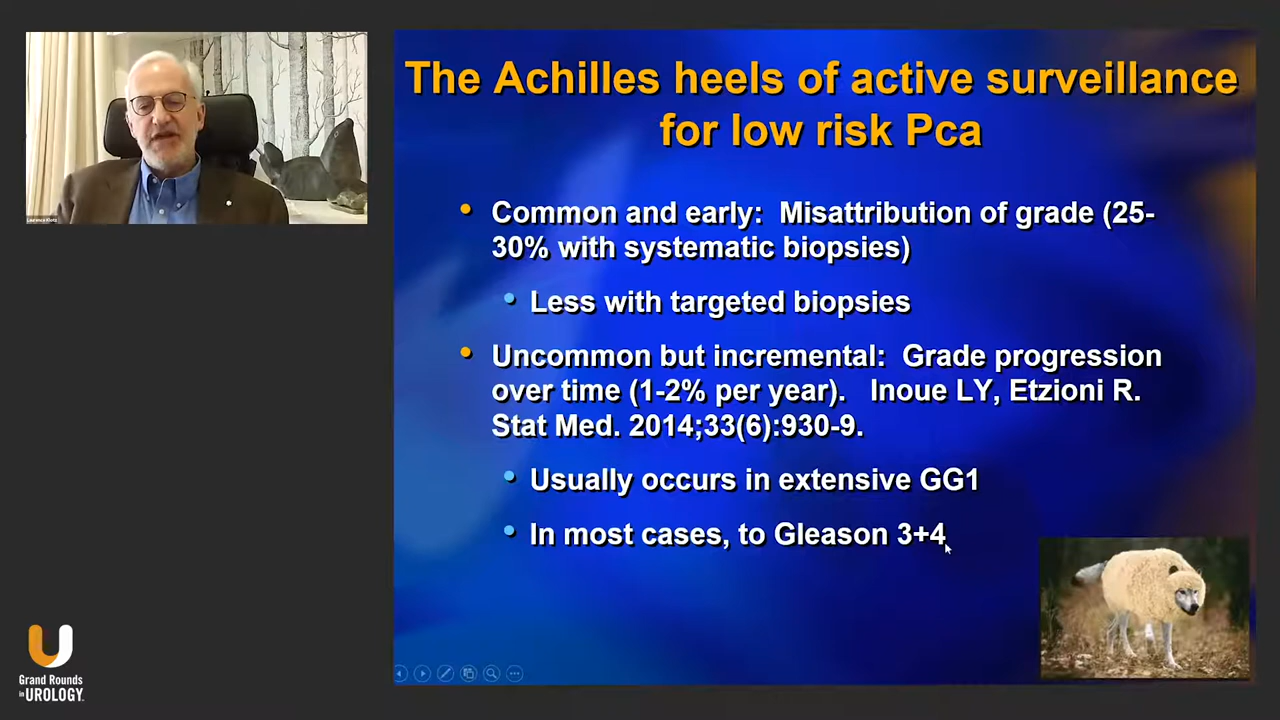 The Achilles heels of active surveillance
for low risk Pca
Common and early: Misattribution of grade (25-
30% with systematic biopsies)
Less with targeted biopsies
Uncommon but incremental: Grade progression
over time (1-2% per year). Inoue LY, Etzioni R.
Stat Med. 2014;33(6):930-9.
Usually occurs in extensive GG1
In most cases, to Gleason 3+4
Laurence Klotz
Grand Rounds
in UROLOGY